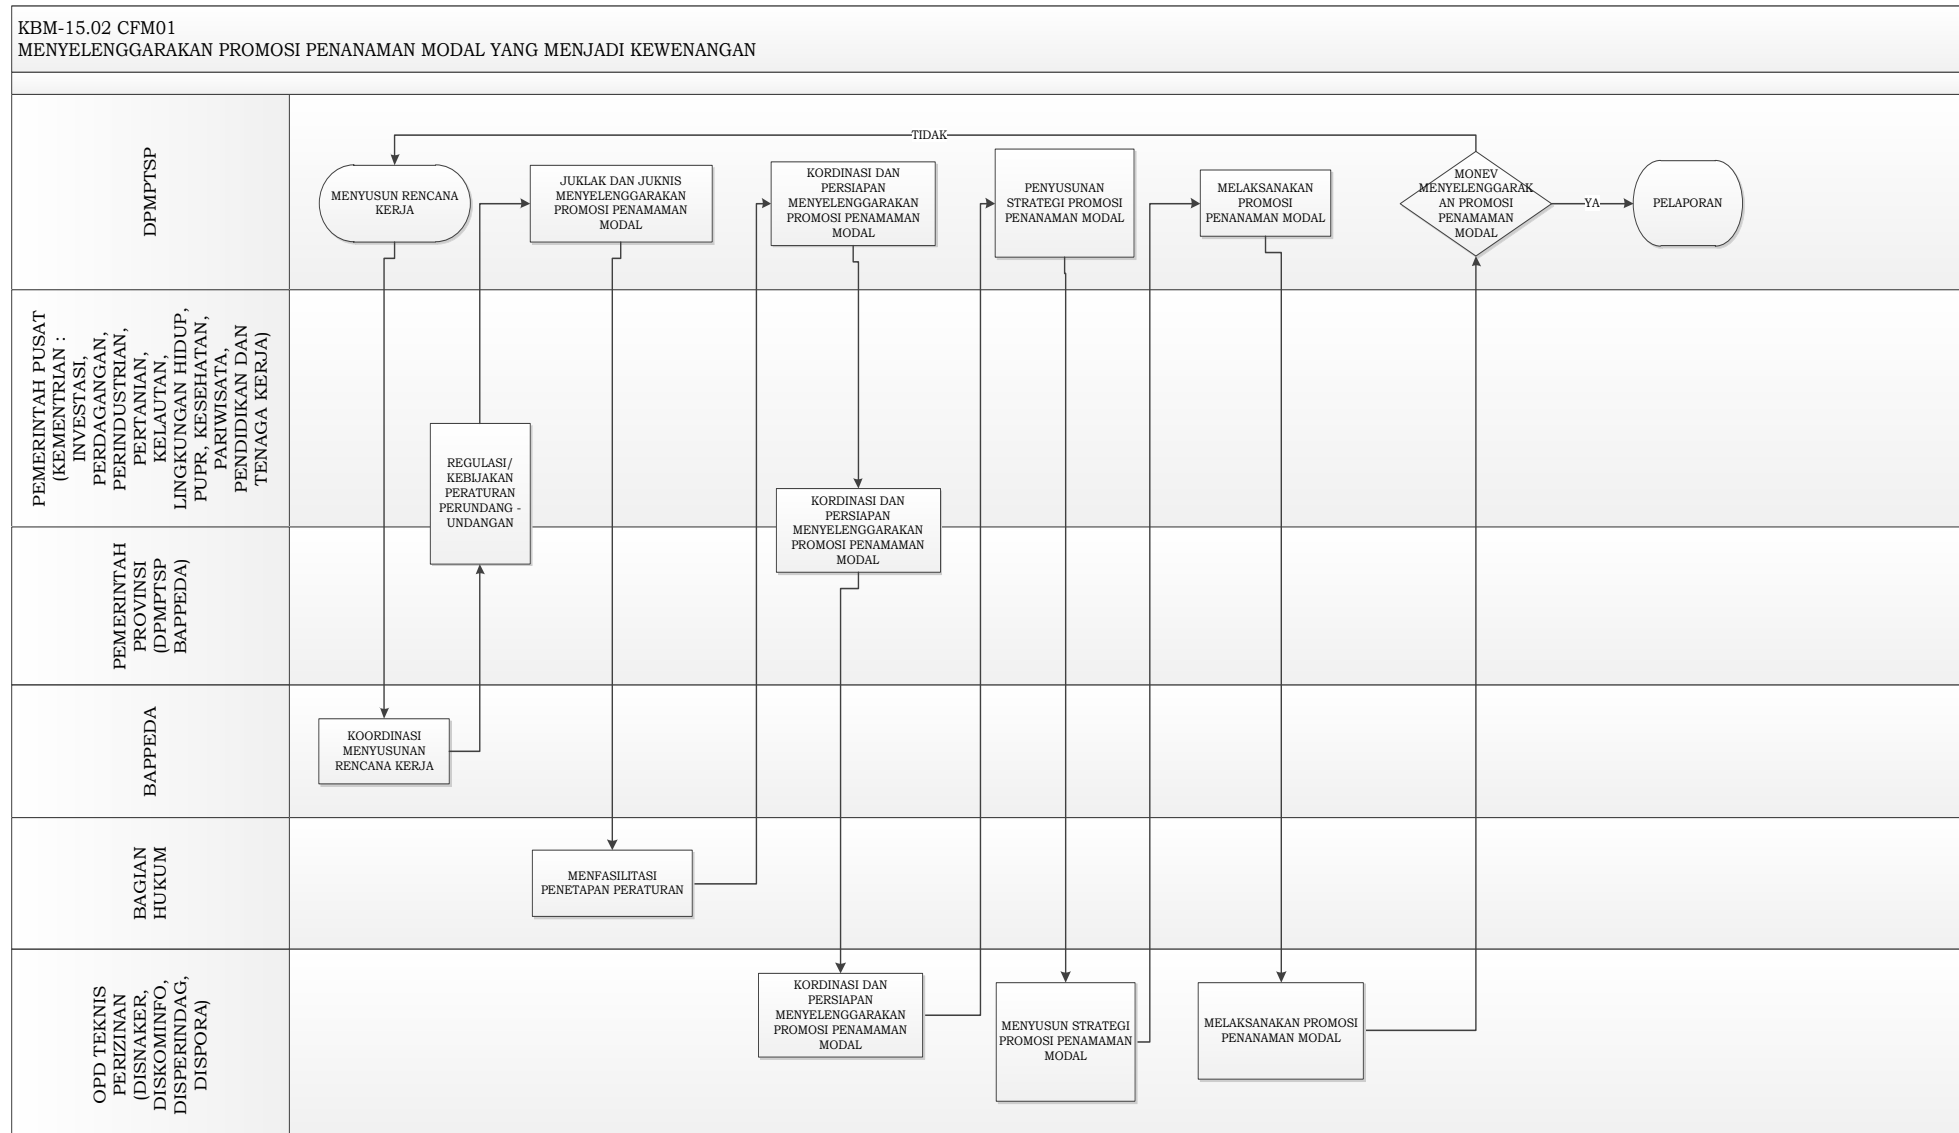 KBM-15.02 CFM01
MENYELENGGARAKAN PROMOSI PENANAMAN MODAL YANG MENJADI KEWENANGAN
DPMPTSP
TIDAK
MENYUSUN RENCANA
KERJA
JUKLAK DAN JUKNIS
MENYELENGGARAKAN
PROMOSI PENAMAMAN
MODAL
KORDINASI DAN
PERSIAPAN
MENYELENGGARAKAN
PROMOSI PENAMAMAN
MODAL
PENYUSUNAN
STRATEGI PROMOSI
PENANAMAN MODAL
MELAKSANAKAN
PROMOSI
PENANAMAN MODAL
MONEV
MENYELENGGARAK
AN PROMOSI
PENAMAMAN
MODAL
YA
PELAPORAN
PEMERINTAH PUSAT
(KEMENTRIAN :
INVESTASI,
PERDAGANGAN,
PERINDUSTRIAN,
PERTANIAN,
KELAUTAN,
LINGKUNGAN HIDUP,
PUPR, KESEHATAN,
PARIWISATA,
PENDIDIKAN DAN
TENAGA KERJA)
REGULASI/
KEBIJAKAN
PERATURAN
PERUNDANG -
UNDANGAN
KORDINASI DAN
PERSIAPAN
MENYELENGGARAKAN
PROMOSI PENAMAMAN
MODAL
PEMERINTAH
PROVINSI
(DPMPTSP
BAPPEDA)
BAPPEDA
KOORDINASI
MENYUSUNAN
RENCANA KERJA
BAGIAN
HUKUM
MENFASILITASI
PENETAPAN PERATURAN
OPD TEKNIS
PERIZINAN
(DISNAKER,
DISKOMINFO,
DISPERINDAG,
DISPORA)
KORDINASI DAN
PERSIAPAN
MENYELENGGARAKAN
PROMOSI PENAMAMAN
MODAL
MENYUSUN STRATEGI
PROMOSI PENAMAMAN
MODAL
MELAKSANAKAN PROMOSI
PENANAMAN MODAL